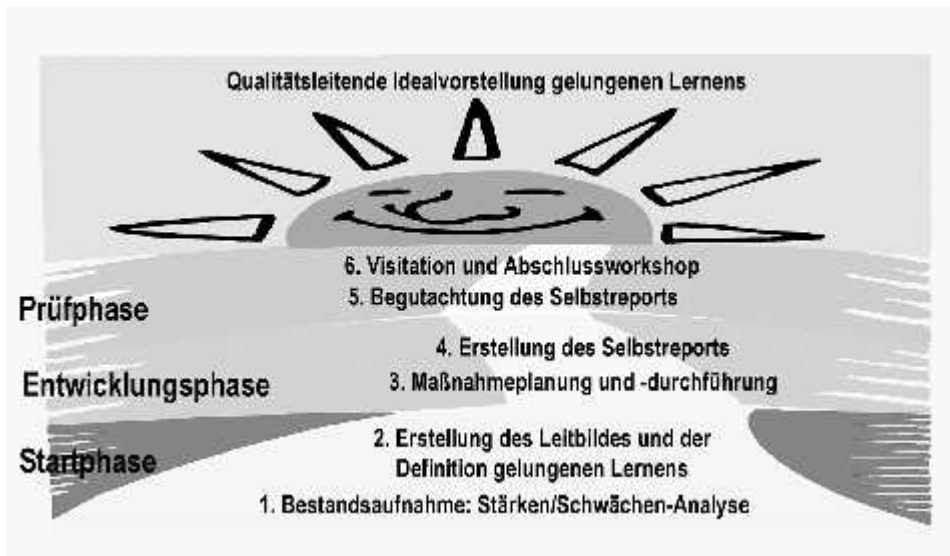 Qualitätsleitende Idealvorstellung gelungenen Lernens
6. Visitation und Abschlussworkshop
Prüfphase
5. Begutachtung des Selbstreports
4. Erstellung des Selbstreports
Entwicklungsphase
3. Maßnahmeplanung und -durchführung
Startphase
2. Erstellung des Leitbildes und der
Definition gelungenen Lernens
1. Bestandsaufnahme: Stärken/Schwächen-Analyse